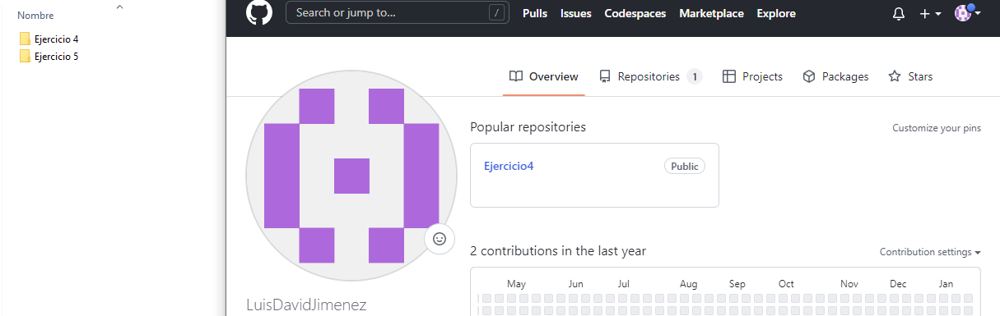 Nombre
Ejercicio 4
Ejercicio 5
Search or jump to... /
Pulls Issues Codespaces Marketplace Explore
Overview Repositories 1 Projects Packages Stars
Popular repositories Customize your pins
Ejercicio4 Public
2 contributions in the last year Contribution settings
May Jun Jul Aug Sep Oct Nov Dec Jan
LuisDavidJimenez